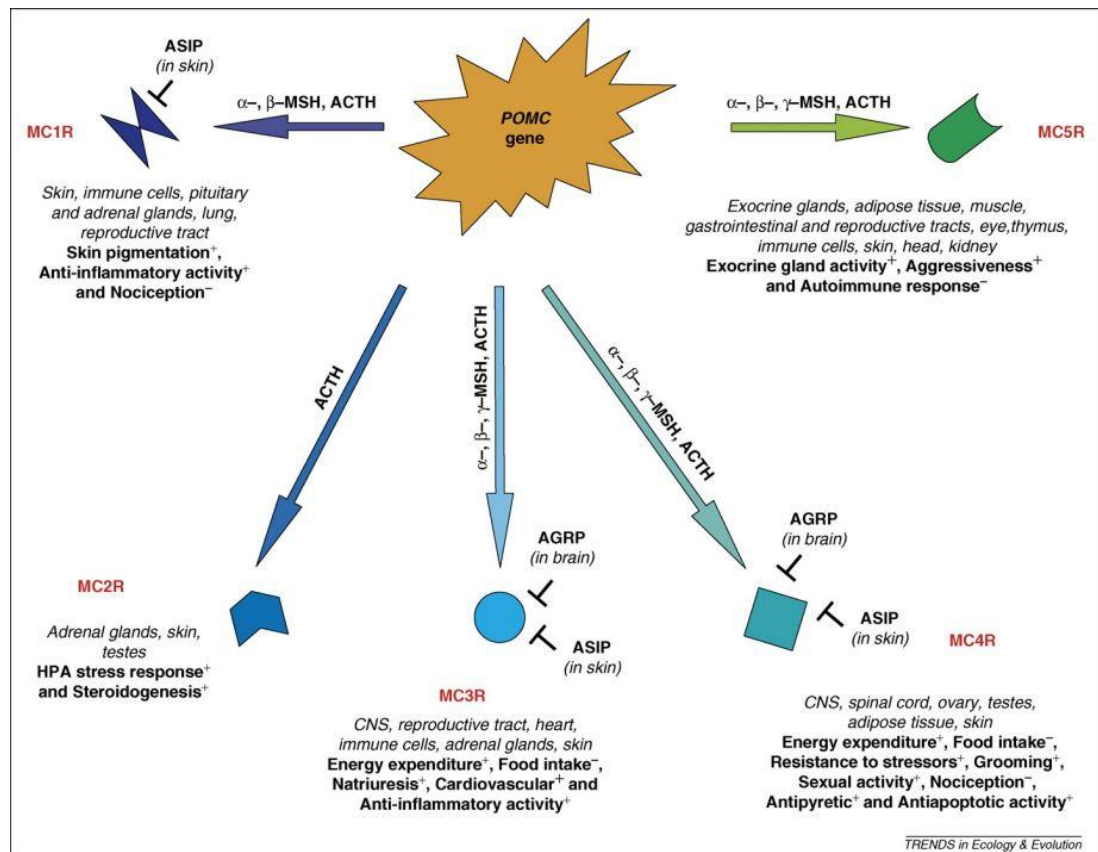 ASIP
(in skin)
α–, β–MSH, ACTH
MC1R
Skin, immune cells, pituitary
and adrenal glands, lung,
reproductive tract
Skin pigmentation⁺,
Anti-inflammatory activity⁺
and Nociception⁻
POMC
gene
α–, β–, γ–MSH, ACTH
MC5R
Exocrine glands, adipose tissue, muscle,
gastrointestinal and reproductive tracts, eye,thymus,
immune cells, skin, head, kidney
Exocrine gland activity⁺, Aggressiveness⁺
and Autoimmune response⁻
ACTH
α–, β–, γ–MSH, ACTH
α–, β–, γ–MSH, ACTH
MC2R
Adrenal glands, skin,
testes
HPA stress response⁺
and Steroidogenesis⁺
AGRP
(in brain)
ASIP
(in skin)
MC3R
CNS, reproductive tract, heart,
immune cells, adrenal glands, skin
Energy expenditure⁺, Food intake⁻,
Natriuresis⁺, Cardiovascular⁺ and
Anti-inflammatory activity⁺
AGRP
(in brain)
ASIP
(in skin)
MC4R
CNS, spinal cord, ovary, testes,
adipose tissue, skin
Energy expenditure⁺, Food intake⁻,
Resistance to stressors⁺, Grooming⁺,
Sexual activity⁺, Nociception⁻,
Antipyretic⁺ and Antiapoptotic activity⁺
TRENDS in Ecology & Evolution